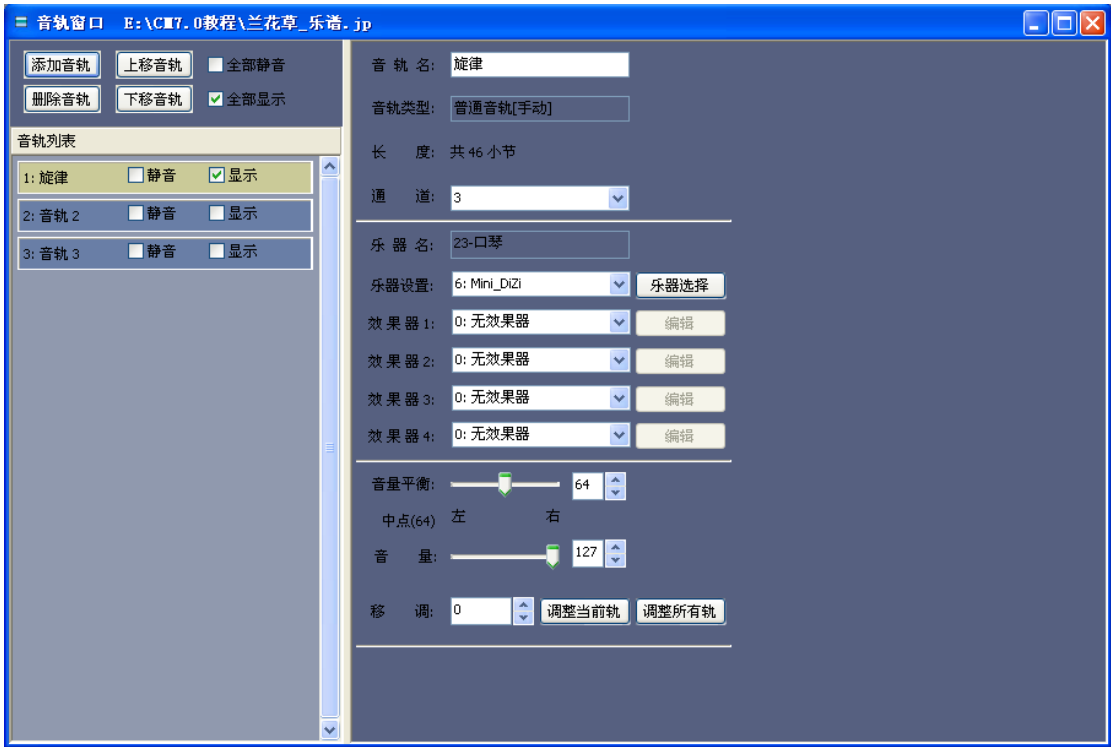 音轨窗口 E:\CM7.0教程\兰花草_乐谱.jp
添加音轨 上移音轨 全部静音
删除音轨 下移音轨 全部显示
音轨列表
1: 旋律 静音 显示
2: 音轨 2 静音 显示
3: 音轨 3 静音 显示
音 轨 名: 旋律
音轨类型: 普通音轨[手动]
长 度: 共 46 小节
通 道: 3
乐 器 名: 23-口琴
乐器设置: 6: Mini_DiZi 乐器选择
效 果 器 1: 0: 无效果器 编辑
效 果 器 2: 0: 无效果器 编辑
效 果 器 3: 0: 无效果器 编辑
效 果 器 4: 0: 无效果器 编辑
音量平衡: 64
中点(64) 左 右
音 量: 127
移 调: 0 调整当前轨 调整所有轨